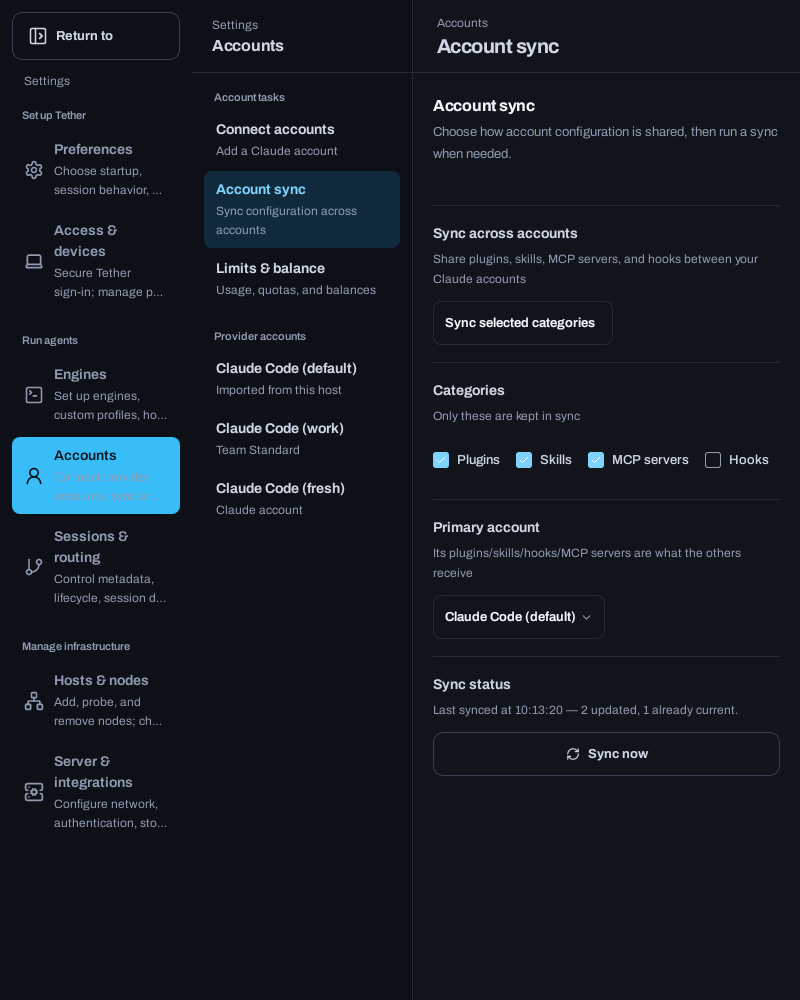 Return to
Settings
Set up Tether
Preferences
Choose startup,
session behavior, ...
Access &
devices
Secure Tether
sign-in; manage p...
Run agents
Engines
Set up engines,
custom profiles, ho...
Accounts
Sessions &
routing
Control metadata,
lifecycle, session d...
Manage infrastructure
Hosts & nodes
Add, probe, and
remove nodes; ch...
Server &
integrations
Configure network,
authentication, sto...
Settings
Accounts
Account tasks
Connect accounts
Add a Claude account
Account sync
Sync configuration across
accounts
Limits & balance
Usage, quotas, and balances
Provider accounts
Claude Code (default)
Imported from this host
Claude Code (work)
Team Standard
Claude Code (fresh)
Claude account
Accounts
Account sync
Account sync
Choose how account configuration is shared, then run a sync
when needed.
Sync across accounts
Share plugins, skills, MCP servers, and hooks between your
Claude accounts
Sync selected categories
Categories
Only these are kept in sync
Plugins Skills MCP servers Hooks
Primary account
Its plugins/skills/hooks/MCP servers are what the others
receive
Claude Code (default)
Sync status
Last synced at 10:13:20 — 2 updated, 1 already current.
Sync now